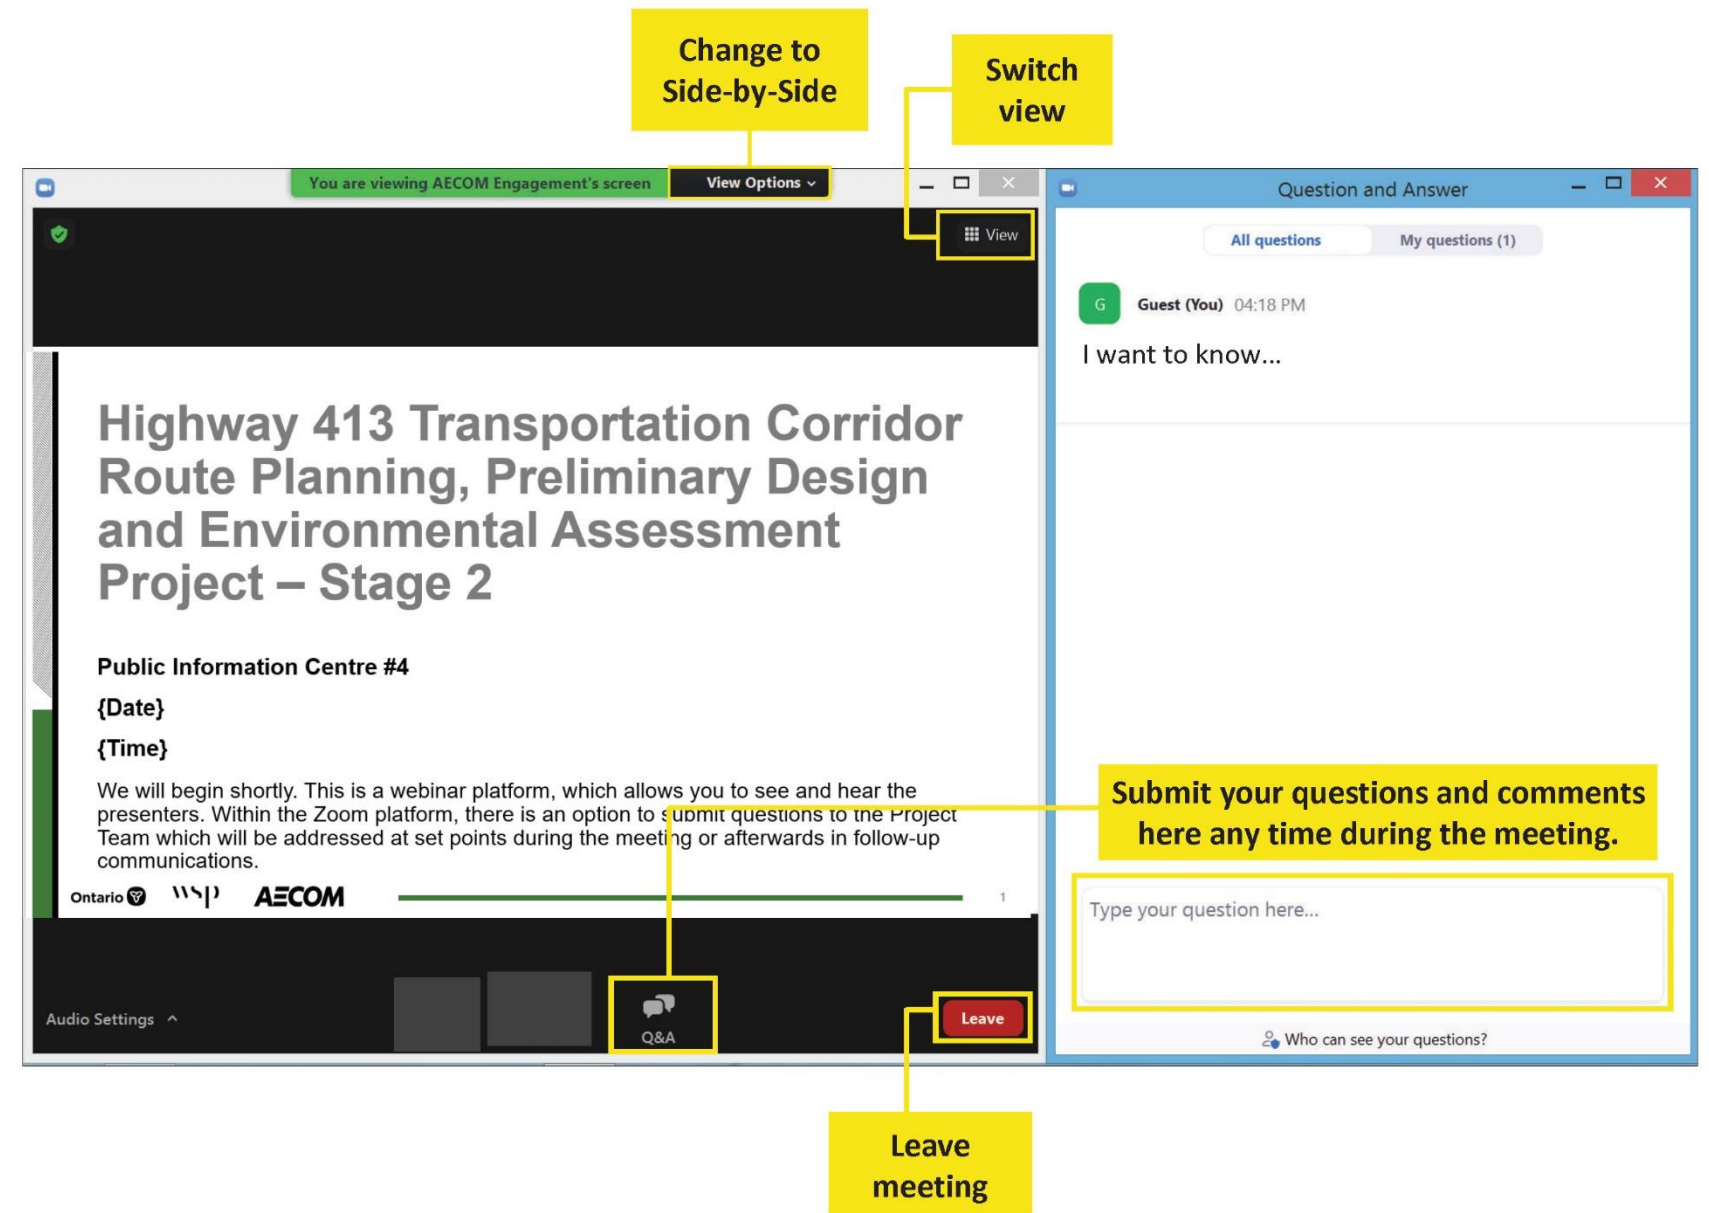 Change to
Side-by-Side
Switch
view
You are viewing AECOM Engagement's screen
View Options
View
Highway 413 Transportation Corridor
Route Planning, Preliminary Design
and Environmental Assessment
Project – Stage 2
Public Information Centre #4
{Date}
{Time}
We will begin shortly. This is a webinar platform, which allows you to see and hear the
presenters. Within the Zoom platform, there is an option to submit questions to the Project
Team which will be addressed at set points during the meeting or afterwards in follow-up
communications.
Ontario wsp AECOM 1
Audio Settings
Q&A
Leave
Question and Answer
All questions My questions (1)
G Guest (You) 04:18 PM
I want to know...
Submit your questions and comments
here any time during the meeting.
Type your question here...
Who can see your questions?
Leave
meeting